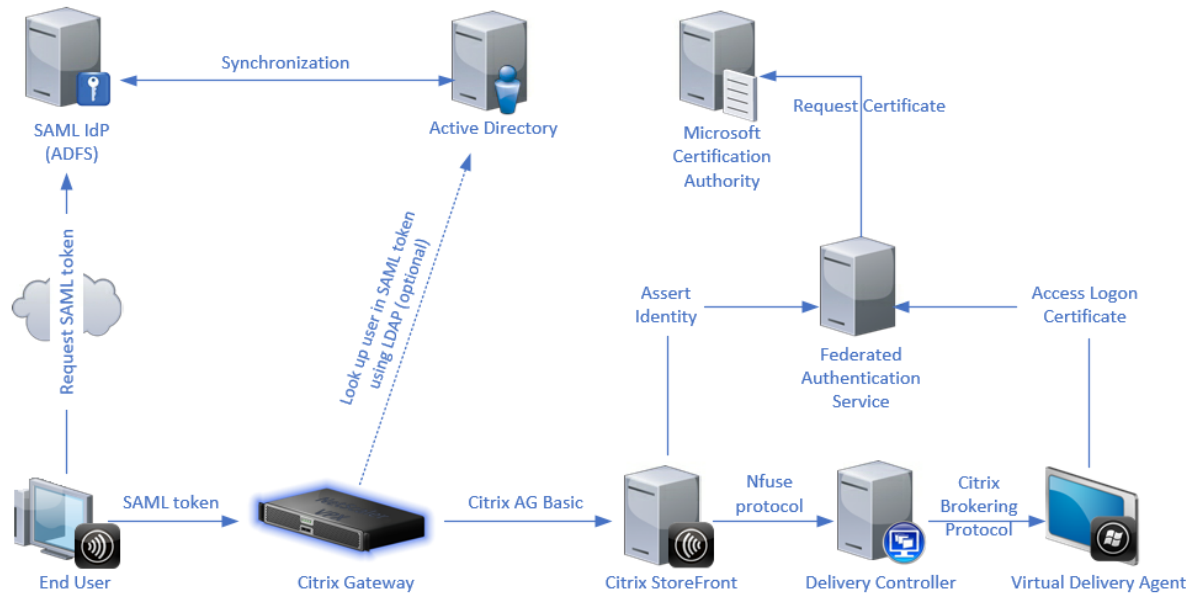 Synchronization
SAML IdP
(ADFS)
Active Directory
Request Certificate
Microsoft
Certification
Authority
Request SAML token
Look up user in SAML token
using LDAP (optional)
Assert
Identity
Access Logon
Certificate
Federated
Authentication
Service
SAML token
Citrix AG Basic
Nfuse
protocol
Citrix
Brokering
Protocol
End User
Citrix Gateway
Citrix StoreFront
Delivery Controller
Virtual Delivery Agent